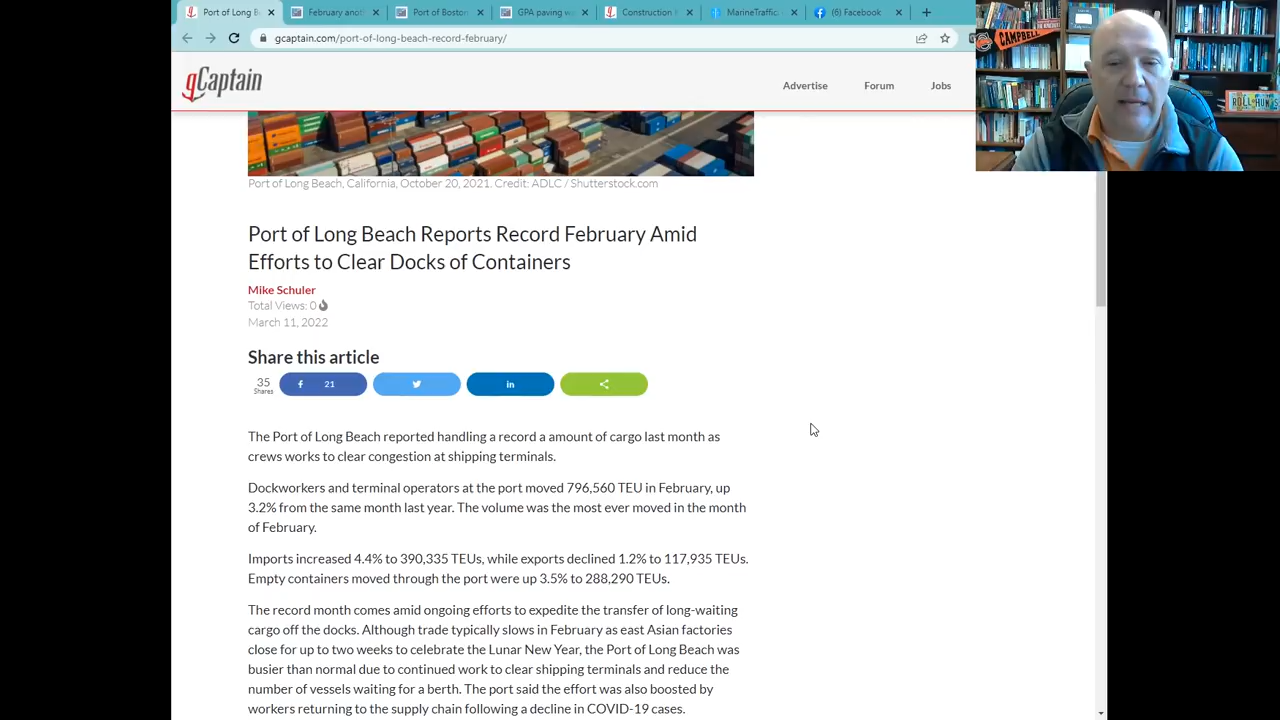 Port of Long B
February anoth
Port of Boston
GPA paving wa
Construction
MarineTraffic
(6) Facebook
gcaptain.com/port-of-long-beach-record-february/
gCaptain
Advertise
Forum
Jobs
CAMPBELL
Port of Long Beach, California, October 20, 2021. Credit: ADLC / Shutterstock.com
Port of Long Beach Reports Record February Amid
Efforts to Clear Docks of Containers
Mike Schuler
Total Views: 0
March 11, 2022
Share this article
35
Shares
21
The Port of Long Beach reported handling a record a amount of cargo last month as
crews works to clear congestion at shipping terminals.
Dockworkers and terminal operators at the port moved 796,560 TEU in February, up
3.2% from the same month last year. The volume was the most ever moved in the month
of February.
Imports increased 4.4% to 390,335 TEUs, while exports declined 1.2% to 117,935 TEUs.
Empty containers moved through the port were up 3.5% to 288,290 TEUs.
The record month comes amid ongoing efforts to expedite the transfer of long-waiting
cargo off the docks. Although trade typically slows in February as east Asian factories
close for up to two weeks to celebrate the Lunar New Year, the Port of Long Beach was
busier than normal due to continued work to clear shipping terminals and reduce the
number of vessels waiting for a berth. The port said the effort was also boosted by
workers returning to the supply chain following a decline in COVID-19 cases.